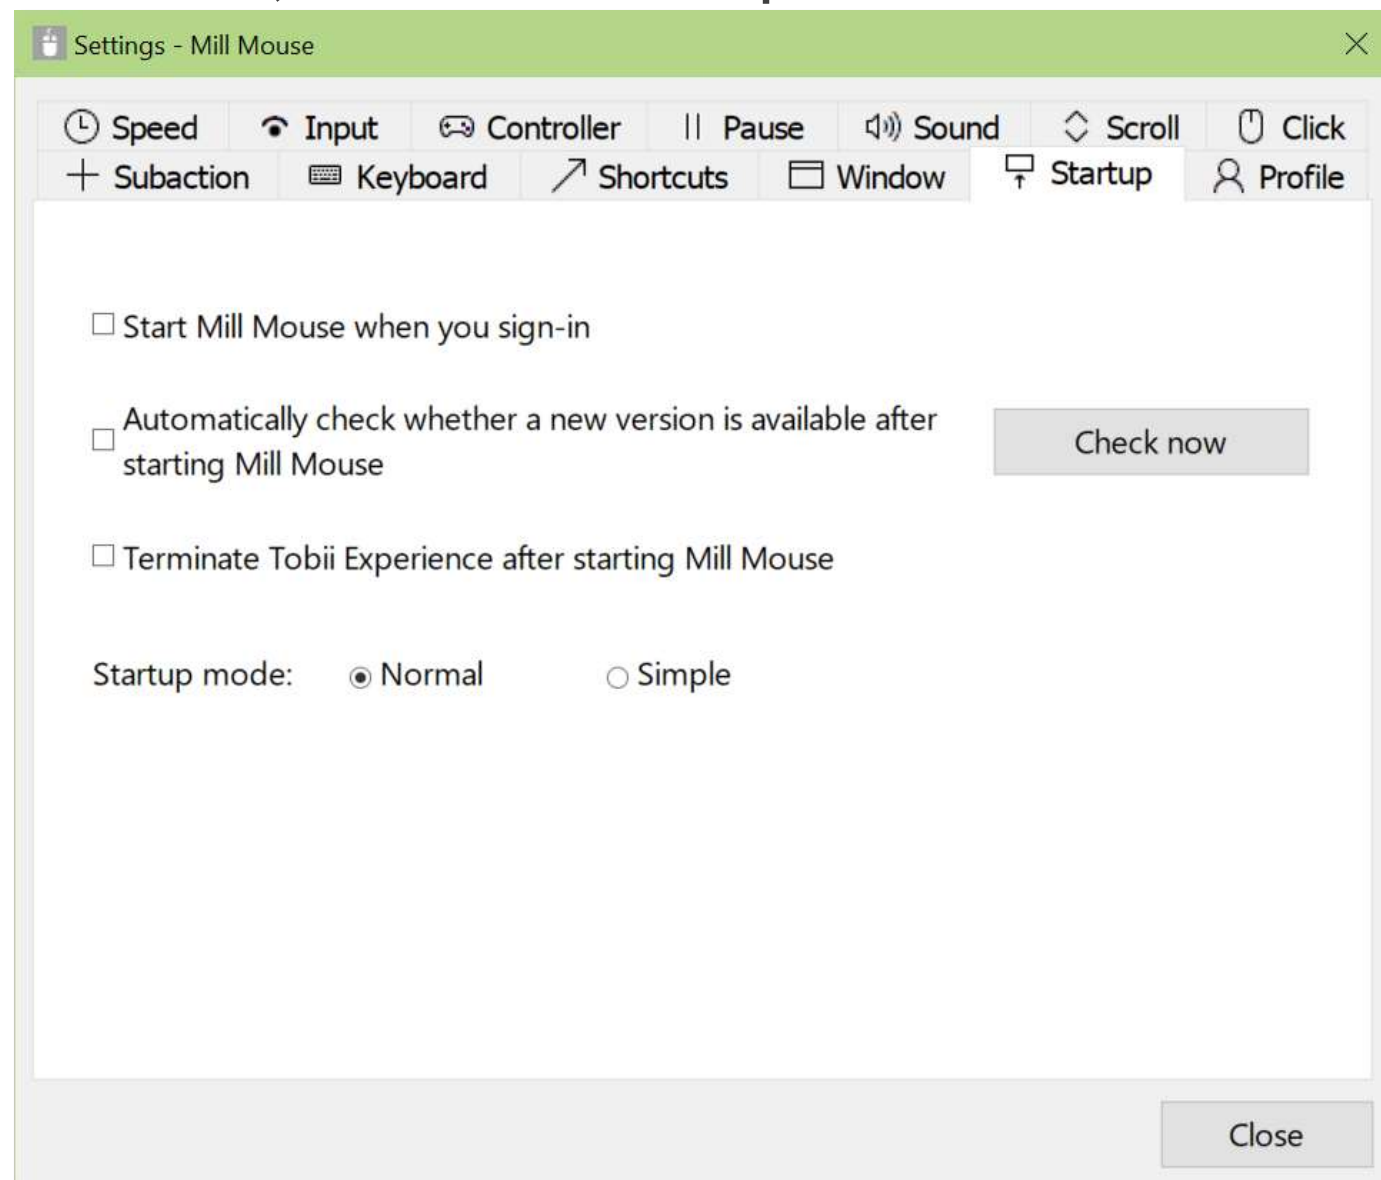 Settings - Mill Mouse
Speed Input Controller Pause Sound Scroll Click
Subaction Keyboard Shortcuts Window Startup Profile
Start Mill Mouse when you sign-in
Automatically check whether a new version is available after
starting Mill Mouse
Check now
Terminate Tobii Experience after starting Mill Mouse
Startup mode: Normal Simple
Close